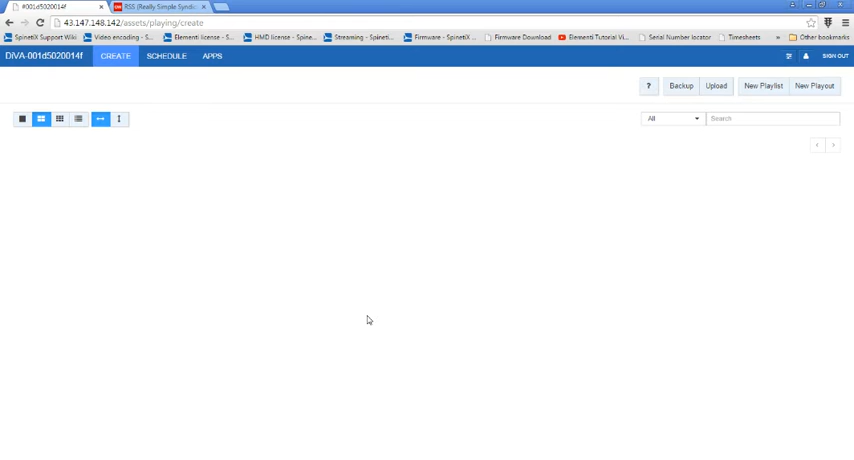 #001d5020014f
CNN RSS (Really Simple Syndic
43.147.148.142/assets/playing/create
SpinetiX Support Wiki Video encoding - S... Elementi license - S... HMD license - Spine... Streaming - Spineti... Firmware - SpinetiX ... Firmware Download Elementi Tutorial Vi... Serial Number locator Timesheets » Other bookmarks
DiVA-001d5020014f CREATE SCHEDULE APPS SIGN OUT
? Backup Upload New Playlist New Playout
All Search